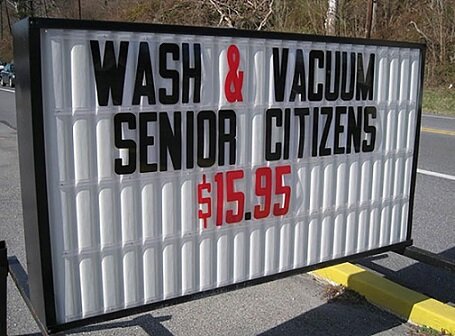 WASH & VACUUM
SENIOR CITIZENS
$15.95